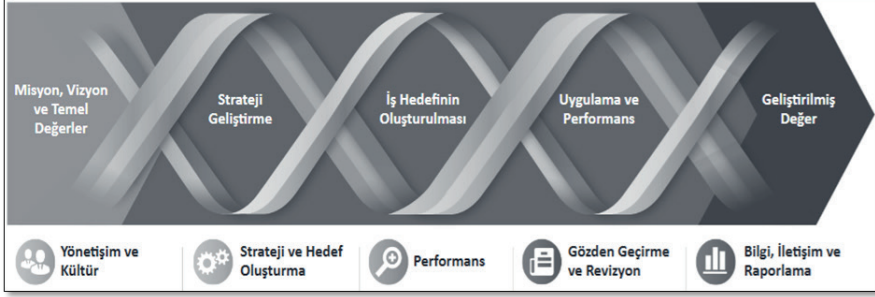 Misyon, Vizyon
ve Temel
Değerler
Strateji
Geliştirme
İş Hedefinin
Oluşturulması
Uygulama ve
Performans
Geliştirilmiş
Değer
Yönetişim ve
Kültür
Strateji ve Hedef
Oluşturma
Performans
Gözden Geçirme
ve Revizyon
Bilgi, İletişim ve
Raporlama